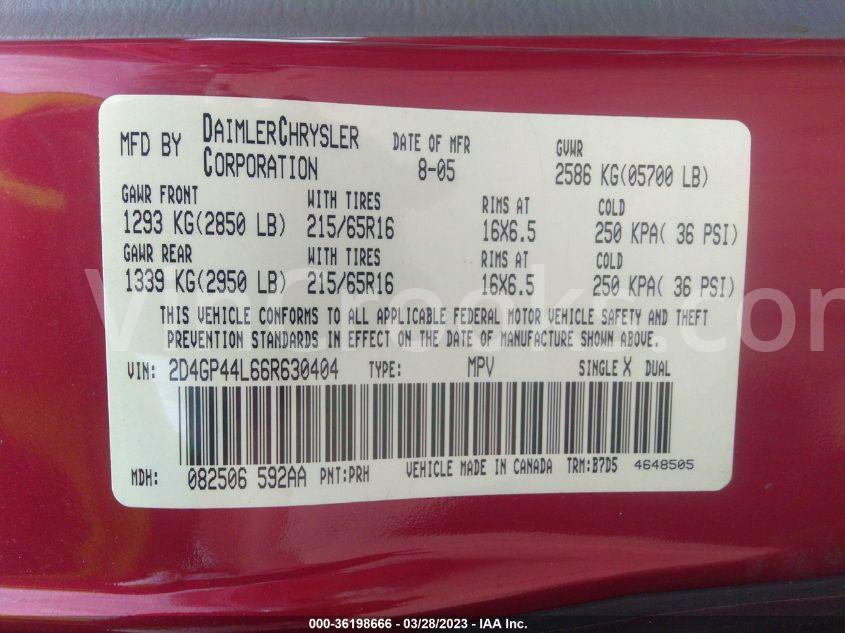 MFD BY DAIMLERCHRYSLER CORPORATION DATE OF MFR 8-05 GVWR 2586 KG(05700 LB)
GAWR FRONT WITH TIRES RIMS AT COLD
1293 KG(2850 LB) 215/65R16 16X6.5 250 KPA( 36 PSI)
GAWR REAR WITH TIRES RIMS AT COLD
1339 KG(2950 LB) 215/65R16 16X6.5 250 KPA( 36 PSI)
THIS VEHICLE CONFORMS TO ALL APPLICABLE FEDERAL MOTOR VEHICLE SAFETY AND THEFT
PREVENTION STANDARDS IN EFFECT ON THE DATE OF MANUFACTURE SHOWN ABOVE.
VIN: 2D4GP44L66R630404 TYPE: MPV SINGLE X DUAL
MDH: 082506 592AA PNT:PRH VEHICLE MADE IN CANADA TRM:B7D5 4648505
000-36198666 - 03/28/2023 - © IAA Inc.